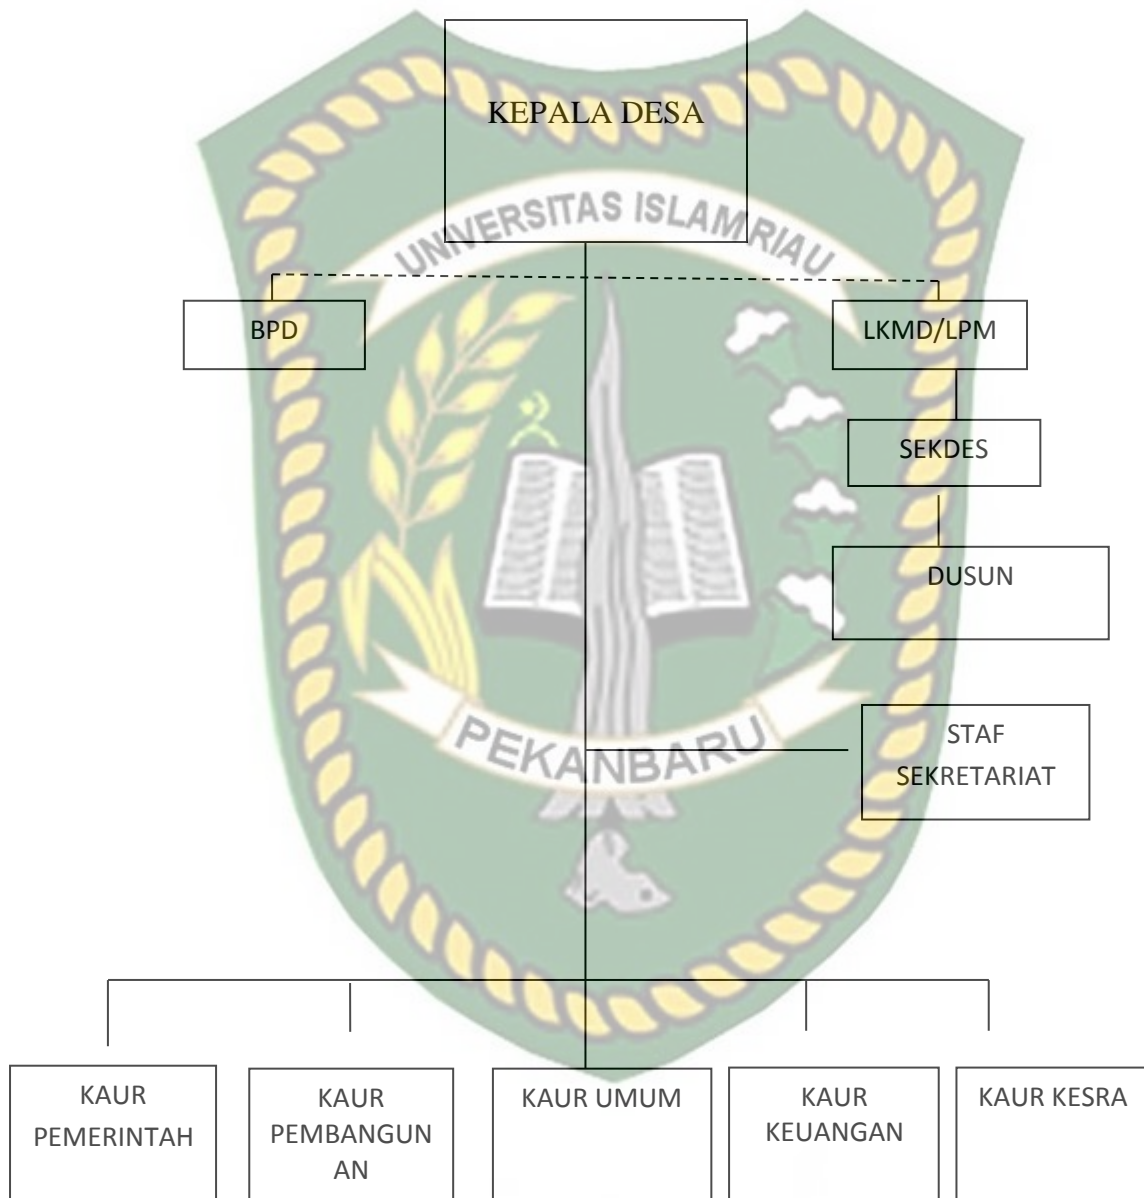 KEPALA DESA
UNIVERSITAS ISLAM RIAU
BPD
LKMD/LPM
SEKDES
DUSUN
STAF
SEKRETARIAT
PEKANBARU
KAUR
PEMERINTAH
KAUR
PEMBANGUN
AN
KAUR UMUM
KAUR
KEUANGAN
KAUR KESRA